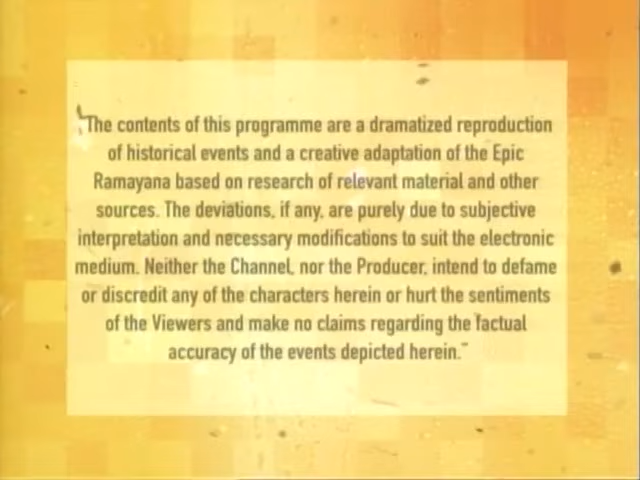 "The contents of this programme are a dramatized reproduction
of historical events and a creative adaptation of the Epic
Ramayana based on research of relevant material and other
sources. The deviations, if any, are purely due to subjective
interpretation and necessary modifications to suit the electronic
medium. Neither the Channel, nor the Producer, intend to defame
or discredit any of the characters herein or hurt the sentiments
of the Viewers and make no claims regarding the factual
accuracy of the events depicted herein."